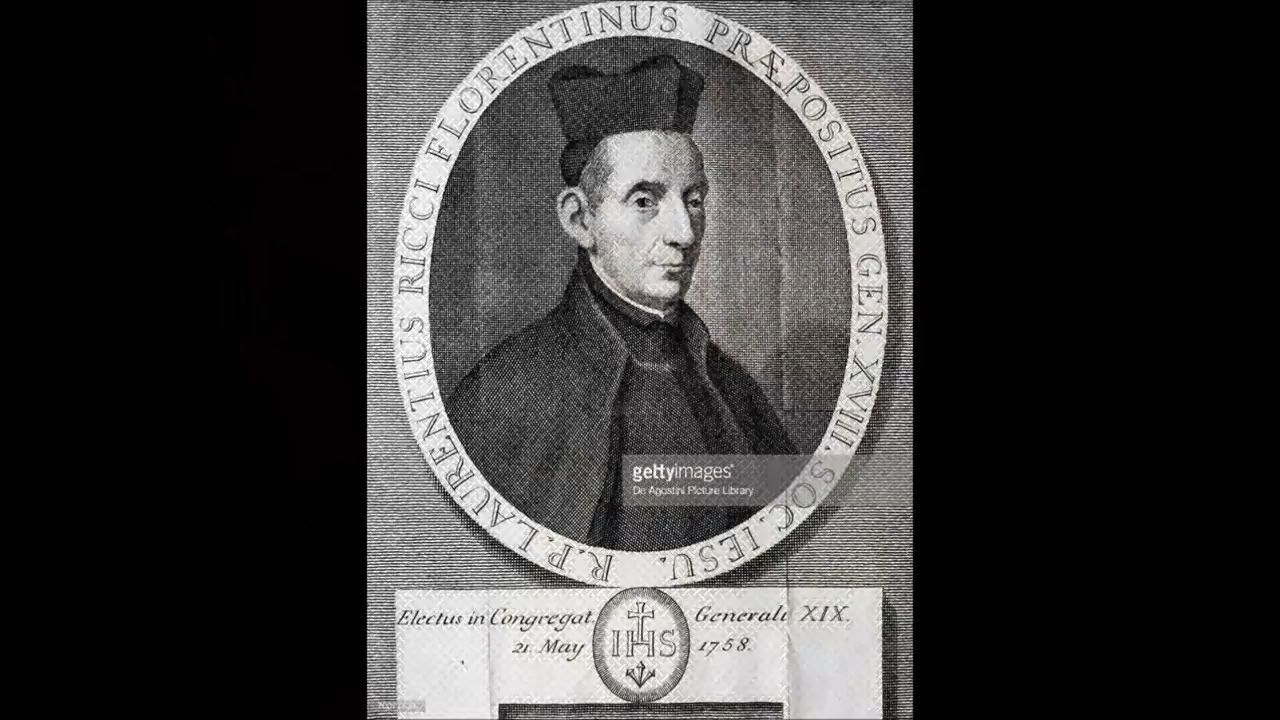 R.P. LAURENTIUS RICCI FLORENTINUS PRÆPOSITUS GEN. XVIII. SOC. IESU.
gettyimages®
De Agostini Picture Library
Electus in Congregat. Generali XIX.
21. May 1758.
IHS